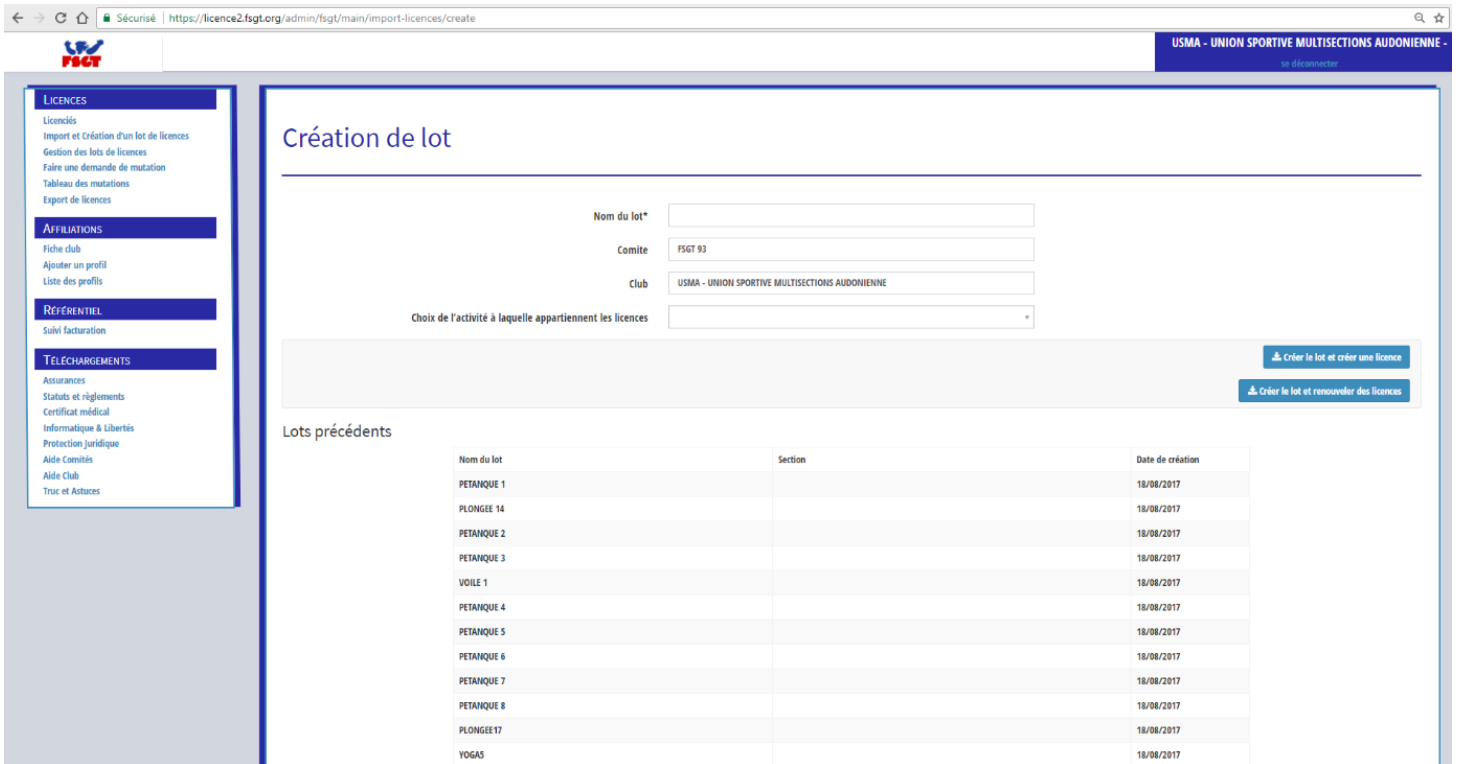 Sécurisé | https://licence2.fsgt.org/admin/fsgt/main/import-licences/create
FSGT
USMA - UNION SPORTIVE MULTISECTIONS AUDONIENNE -
se déconnecter
LICENCES
Licenciés
Import et Création d'un lot de licences
Gestion des lots de licences
Faire une demande de mutation
Tableau des mutations
Export de licences
AFFILIATIONS
Fiche club
Ajouter un profil
Liste des profils
RÉFÉRENTIEL
Suivi facturation
TÉLÉCHARGEMENTS
Assurances
Statuts et règlements
Certificat médical
Informatique & Libertés
Protection Juridique
Aide Comités
Aide Club
Truc et Astuces
Création de lot
Nom du lot*
Comite FSGT 93
Club USMA - UNION SPORTIVE MULTISECTIONS AUDONIENNE
Choix de l'activité à laquelle appartiennent les licences
Créer le lot et créer une licence
Créer le lot et renouveler des licences
Lots précédents
Nom du lot Section Date de création
PETANQUE 1 18/08/2017
PLONGEE 14 18/08/2017
PETANQUE 2 18/08/2017
PETANQUE 3 18/08/2017
VOILE 1 18/08/2017
PETANQUE 4 18/08/2017
PETANQUE 5 18/08/2017
PETANQUE 6 18/08/2017
PETANQUE 7 18/08/2017
PETANQUE 8 18/08/2017
PLONGEE17 18/08/2017
YOGA5 18/08/2017